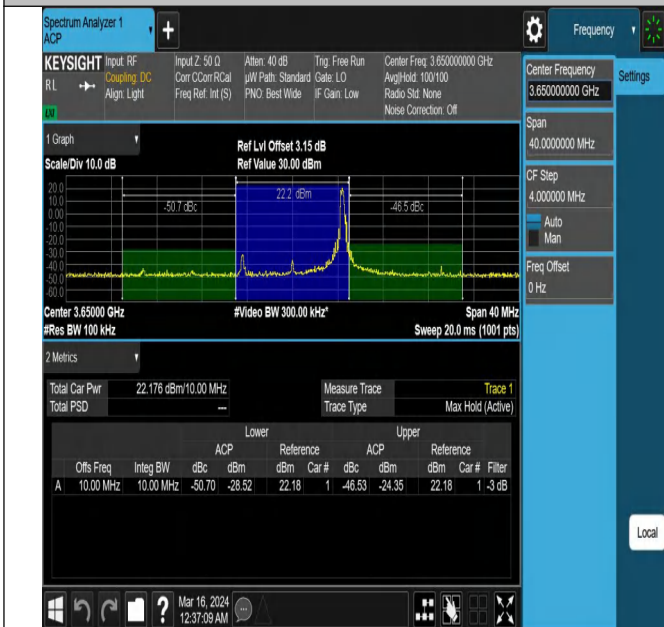 Spectrum Analyzer 1
ACP
+
Frequency
KEYSIGHT
RL
LXI
Input: RF
Coupling: DC
Align: Light
Input Z: 50 Ω
Corr CCorr RCal
Freq Ref: Int (S)
Atten: 40 dB
µW Path: Standard
PNO: Best Wide
Trig: Free Run
Gate: LO
IF Gain: Low
Center Freq: 3.650000000 GHz
Avg|Hold: 100/100
Radio Std: None
Noise Correction: Off
Center Frequency
3.650000000 GHz
Settings
Span
40.0000000 MHz
CF Step
4.000000 MHz
Auto
Man
Freq Offset
0 Hz
Local
1 Graph
Scale/Div 10.0 dB
Ref Lvl Offset 3.15 dB
Ref Value 30.00 dBm
20.0
10.0
0.00
-10.0
-20.0
-30.0
-40.0
-50.0
-60.0
-50.7 dBc
22.2 dBm
-46.5 dBc
Center 3.65000 GHz
#Video BW 300.00 kHz*
Span 40 MHz
#Res BW 100 kHz
Sweep 20.0 ms (1001 pts)
2 Metrics
Total Car Pwr 22.176 dBm/10.00 MHz
Total PSD ---
Measure Trace Trace 1
Trace Type Max Hold (Active)
Lower Upper
ACP Reference ACP Reference
Offs Freq Integ BW dBc dBm dBm Car # dBc dBm dBm Car # Filter
A 10.00 MHz 10.00 MHz -50.70 -28.52 22.18 1 -46.53 -24.35 22.18 1 -3 dB
?
Mar 16, 2024
12:37:09 AM